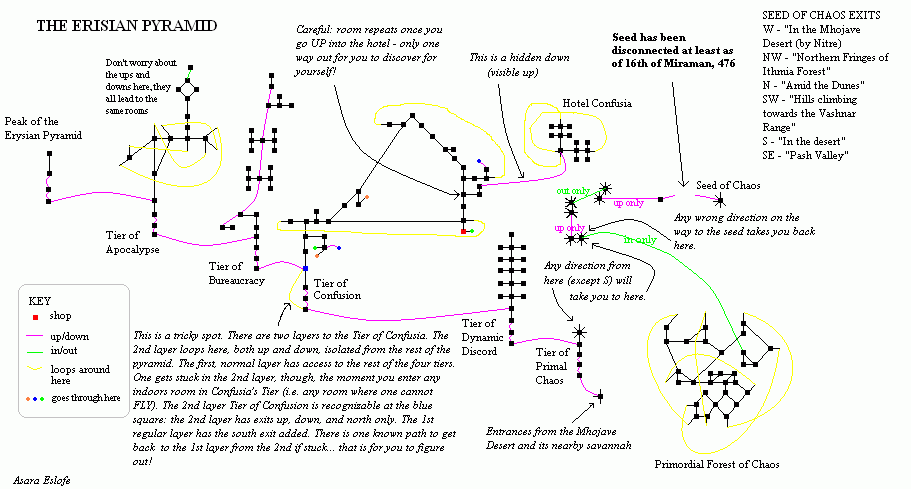 THE ERISIAN PYRAMID
Careful: room repeats once you
go UP into the hotel - only one
way out for you to discover for
yourself!
This is a hidden down
(visible up)
Seed has been
disconnected at least as
of 16th of Miraman, 476
SEED OF CHAOS EXITS
W - "In the Mhojave
Desert (by Nitre)
NW - "Northern Fringes of
Ithmia Forest"
N - "Amid the Dunes"
SW - "Hills climbing
towards the Vashnar
Range"
S - "In the desert"
SE - "Pash Valley"
Don't worry about
the ups and
downs here, they
all lead to the
same rooms
Hotel Confusia
Peak of the
Erysian Pyramid
out only
up only
Seed of Chaos
Any wrong direction on the
way to the seed takes you back
here.
up only
in only
Tier of
Apocalypse
Tier of
Bureaucracy
Tier of
Confusion
Any direction from
here (except S) will
take you to here.
KEY
shop
up/down
in/out
loops around
here
goes through here
This is a tricky spot. There are two layers to the Tier of Confusia. The
2nd layer loops here, both up and down, isolated from the rest of the
pyramid. The first, normal layer has access to the rest of the four tiers.
One gets stuck in the 2nd layer, though, the moment you enter any
indoors room in Confusia's Tier (i.e. any room where one cannot
FLY). The 2nd layer Tier of Confusion is recognizable at the blue
square: the 2nd layer has exits up, down, and north only. The 1st
regular layer has the south exit added. There is one known path to get
back to the 1st layer from the 2nd if stuck... that is for you to figure
out!
Tier of
Dynamic
Discord
Tier of
Primal
Chaos
Entrances from the Mhojave
Desert and its nearby savannah
Primordial Forest of Chaos
Asara Eslofe